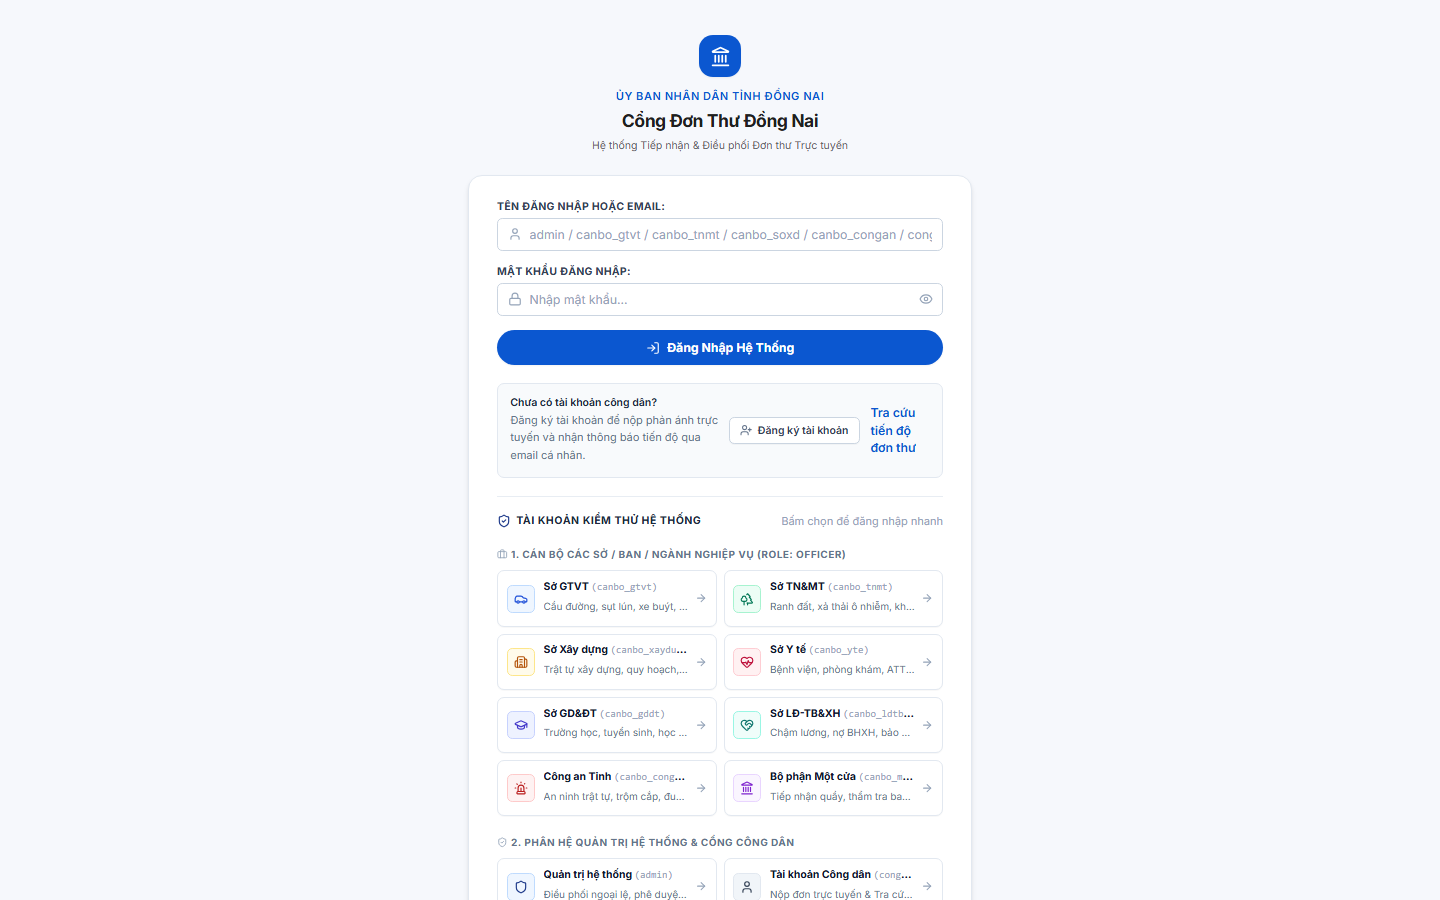 ỦY BAN NHÂN DÂN TỈNH ĐỒNG NAI
Cổng Đơn Thư Đồng Nai
Hệ thống Tiếp nhận & Điều phối Đơn thư Trực tuyến
TÊN ĐĂNG NHẬP HOẶC EMAIL:
admin / canbo_gtvt / canbo_tnmt / canbo_soxd / canbo_congan / cong
MẬT KHẨU ĐĂNG NHẬP:
Nhập mật khẩu...
Đăng Nhập Hệ Thống
Chưa có tài khoản công dân?
Đăng ký tài khoản để nộp phản ánh trực
tuyến và nhận thông báo tiến độ qua
email cá nhân.
Đăng ký tài khoản
Tra cứu
tiến độ
đơn thư
TÀI KHOẢN KIỂM THỬ HỆ THỐNG
Bấm chọn để đăng nhập nhanh
1. CÁN BỘ CÁC SỞ / BAN / NGÀNH NGHIỆP VỤ (ROLE: OFFICER)
Sở GTVT (canbo_gtvt)
Cầu đường, sụt lún, xe buýt, ...
Sở TN&MT (canbo_tnmt)
Ranh đất, xả thải ô nhiễm, kh...
Sở Xây dựng (canbo_xaydu...
Trật tự xây dựng, quy hoạch,...
Sở Y tế (canbo_yte)
Bệnh viện, phòng khám, ATT...
Sở GD&ĐT (canbo_gddt)
Trường học, tuyển sinh, học ...
Sở LĐ-TB&XH (canbo_ldtb...
Chậm lương, nợ BHXH, bảo ...
Công an Tỉnh (canbo_cong...
An ninh trật tự, trộm cắp, đu...
Bộ phận Một cửa (canbo_m...
Tiếp nhận quầy, thẩm tra ba...
2. PHÂN HỆ QUẢN TRỊ HỆ THỐNG & CỔNG CÔNG DÂN
Quản trị hệ thống (admin)
Điều phối ngoại lệ, phê duyệ...
Tài khoản Công dân (cong...
Nộp đơn trực tuyến & Tra cứ...